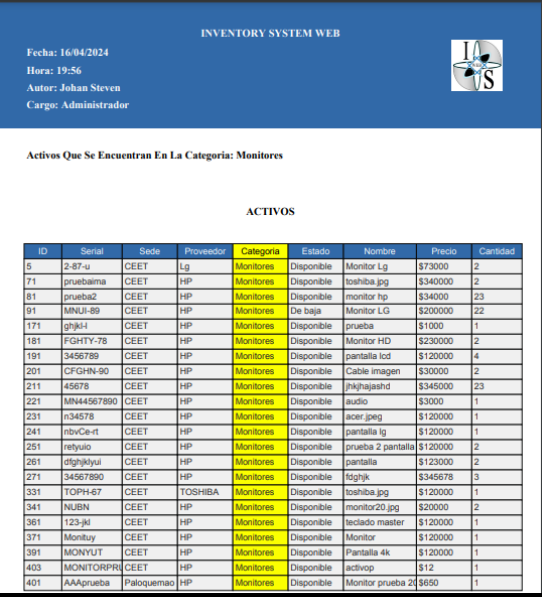 INVENTORY SYSTEM WEB
Fecha: 16/04/2024
Hora: 19:56
Autor: Johan Steven
Cargo: Administrador
I S
Activos Que Se Encuentran En La Categoria: Monitores
ACTIVOS
ID Serial Sede Proveedor Categoria Estado Nombre Precio Cantidad
5 2-87-u CEET Lg Monitores Disponible Monitor Lg $73000 2
71 pruebaima CEET HP Monitores Disponible toshiba.jpg $340000 2
81 prueba2 CEET HP Monitores Disponible monitor hp $34000 23
91 MNUI-89 CEET HP Monitores De baja Monitor LG $200000 22
171 ghjkl-l CEET HP Monitores Disponible prueba $1000 1
181 FGHTY-78 CEET HP Monitores Disponible Monitor HD $230000 2
191 3456789 CEET HP Monitores Disponible pantalla lcd $120000 4
201 CFGHN-90 CEET HP Monitores Disponible Cable imagen $30000 2
211 45678 CEET HP Monitores Disponible jhkjhajashd $345000 23
221 MN44567890 CEET HP Monitores Disponible audio $3000 1
231 n34578 CEET HP Monitores Disponible acer.jpeg $120000 1
241 nbvCe-rt CEET HP Monitores Disponible pantalla lg $120000 1
251 retyuio CEET HP Monitores Disponible prueba 2 pantalla $120000 2
261 dfghjklyui CEET HP Monitores Disponible pantalla $123000 2
271 34567890 CEET HP Monitores Disponible fdghjk $345678 3
331 TOPH-67 CEET TOSHIBA Monitores Disponible toshiba.jpg $120000 1
341 NUBN CEET HP Monitores Disponible monitor20.jpg $20000 2
361 123-jkl CEET HP Monitores Disponible teclado master $120000 1
371 Monituy CEET HP Monitores Disponible Monitor $120000 1
391 MONYUT CEET HP Monitores Disponible Pantalla 4k $120000 1
403 MONITORPRU CEET HP Monitores Disponible activop $12 1
401 AAAprueba Paloquemao HP Monitores Disponible Monitor prueba 20 $650 1